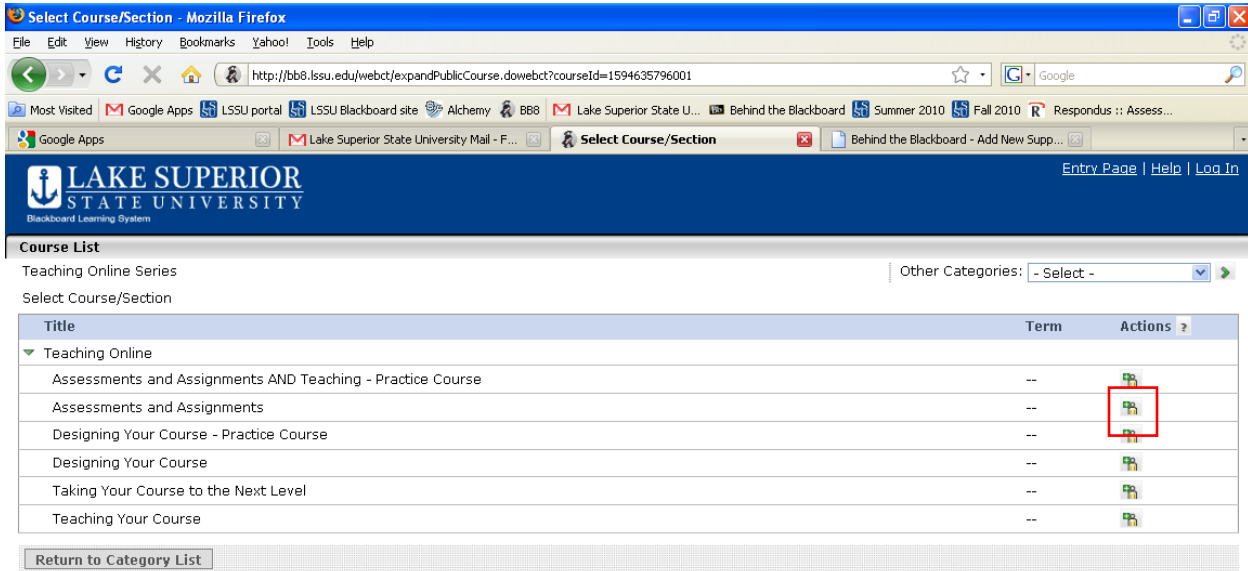 Select Course/Section - Mozilla Firefox
File Edit View History Bookmarks Yahoo! Tools Help
http://bb8.lssu.edu/webct/expandPublicCourse.dowebct?courseId=1594635796001 G Google
Most Visited Google Apps LSSU portal LSSU Blackboard site Alchemy BB8 Lake Superior State U... Behind the Blackboard Summer 2010 Fall 2010 Respondus :: Assess...
Google Apps Lake Superior State University Mail - F... Select Course/Section Behind the Blackboard - Add New Supp...
Entry Page | Help | Log In
LAKE SUPERIOR
STATE UNIVERSITY
Blackboard Learning System
Course List
Teaching Online Series Other Categories: - Select -
Select Course/Section
Title Term Actions ?
Teaching Online
Assessments and Assignments AND Teaching - Practice Course --
Assessments and Assignments --
Designing Your Course - Practice Course --
Designing Your Course --
Taking Your Course to the Next Level --
Teaching Your Course --
Return to Category List